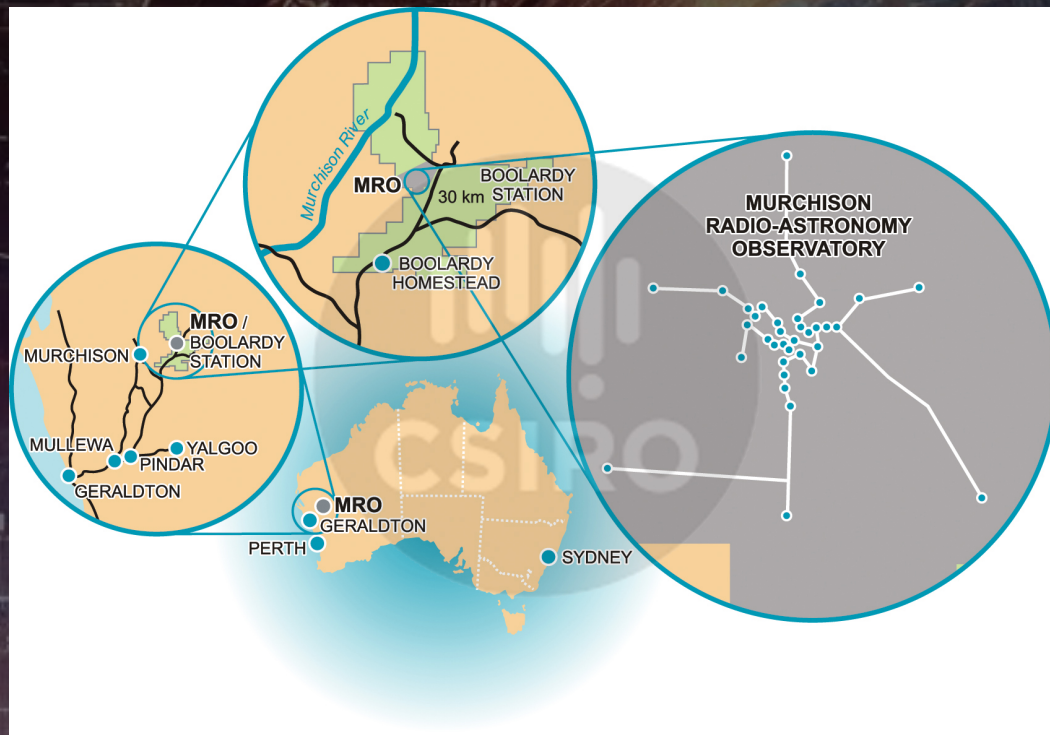 Murchison River
MRO
30 km
BOOLARDY
STATION
BOOLARDY
HOMESTEAD
MURCHISON
RADIO-ASTRONOMY
OBSERVATORY
MRO /
BOOLARDY
STATION
MURCHISON
MULLEWA
PINDAR
YALGOO
GERALDTON
CSIRO
MRO
GERALDTON
PERTH
SYDNEY